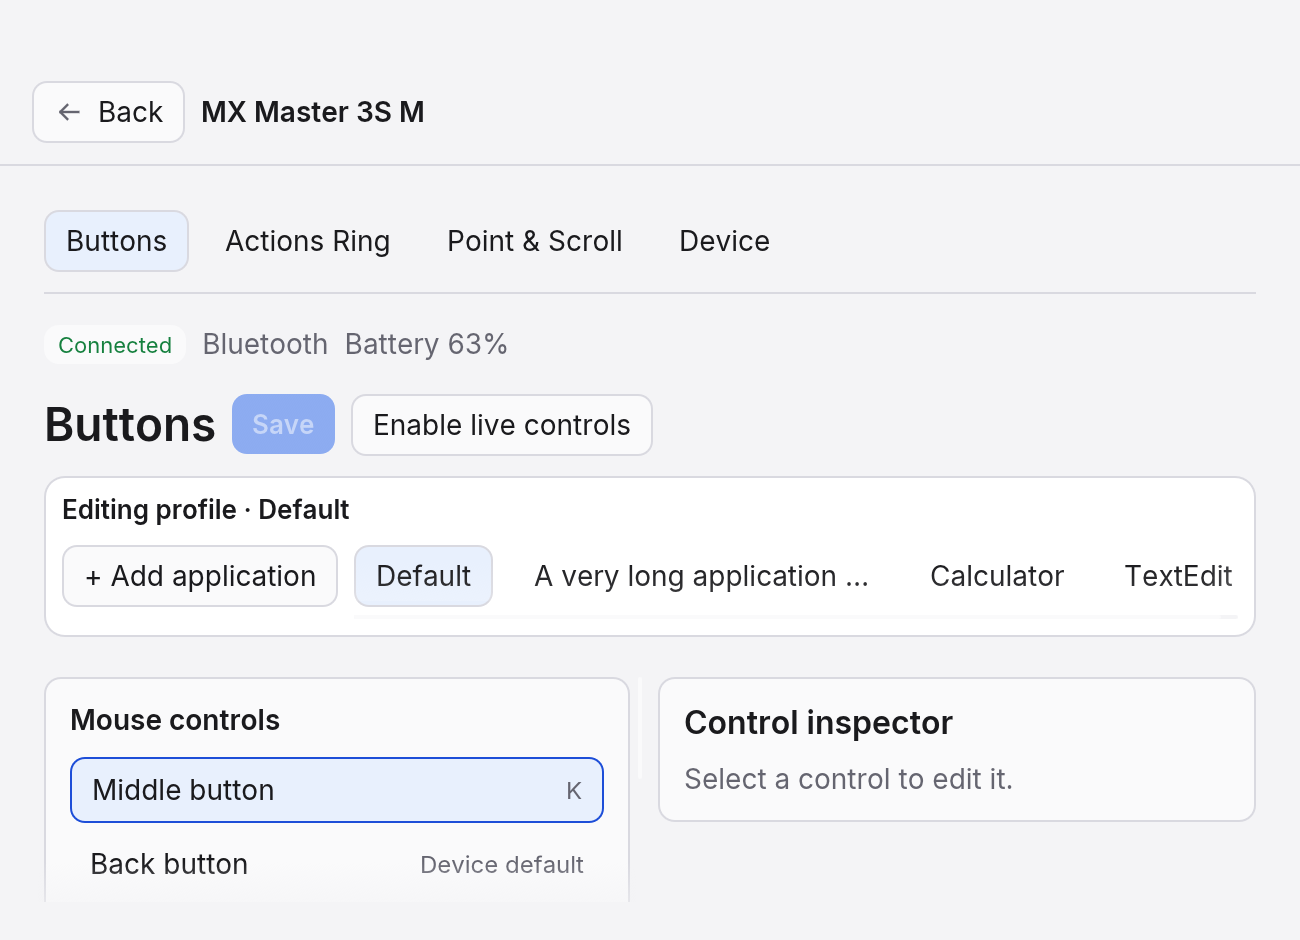 ← Back MX Master 3S M
Buttons Actions Ring Point & Scroll Device
Connected Bluetooth Battery 63%
Buttons Save Enable live controls
Editing profile · Default
+ Add application Default A very long application ... Calculator TextEdit
Mouse controls
Middle button K
Back button Device default
Control inspector
Select a control to edit it.